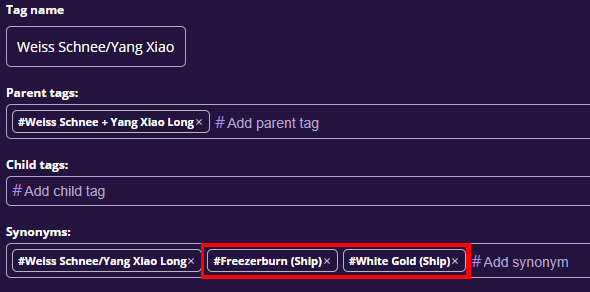 Tag name
Weiss Schnee/Yang Xiao
Parent tags:
#Weiss Schnee + Yang Xiao Long× # Add parent tag
Child tags:
# Add child tag
Synonyms:
#Weiss Schnee/Yang Xiao Long× #Freezerburn (Ship)× #White Gold (Ship)× # Add synonym